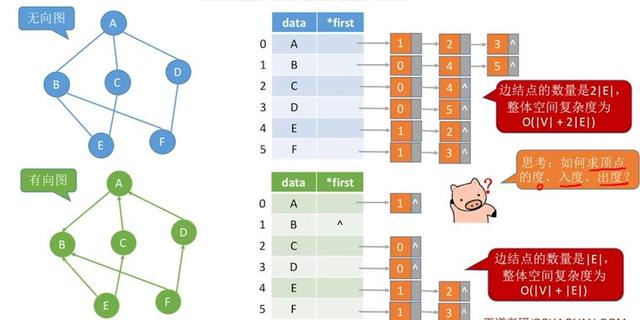 无向图
A
B
C
D
E
F
data *first
0 A 1 2 3 ^
1 B 0 4 5 ^
2 C 0 4 ^
3 D 0 5 ^
4 E 1 2 ^
5 F 1 3 ^
边结点的数量是2|E|，
整体空间复杂度为
O(|V| + 2|E|)
思考：如何求顶点
的度、入度、出度？
?
有向图
A
B
C
D
E
F
data *first
0 A 1 ^
1 B ^
2 C 0 ^
3 D 0 ^
4 E 1 2 ^
5 F 1 3 ^
边结点的数量是|E|，
整体空间复杂度为
O(|V| + |E|)